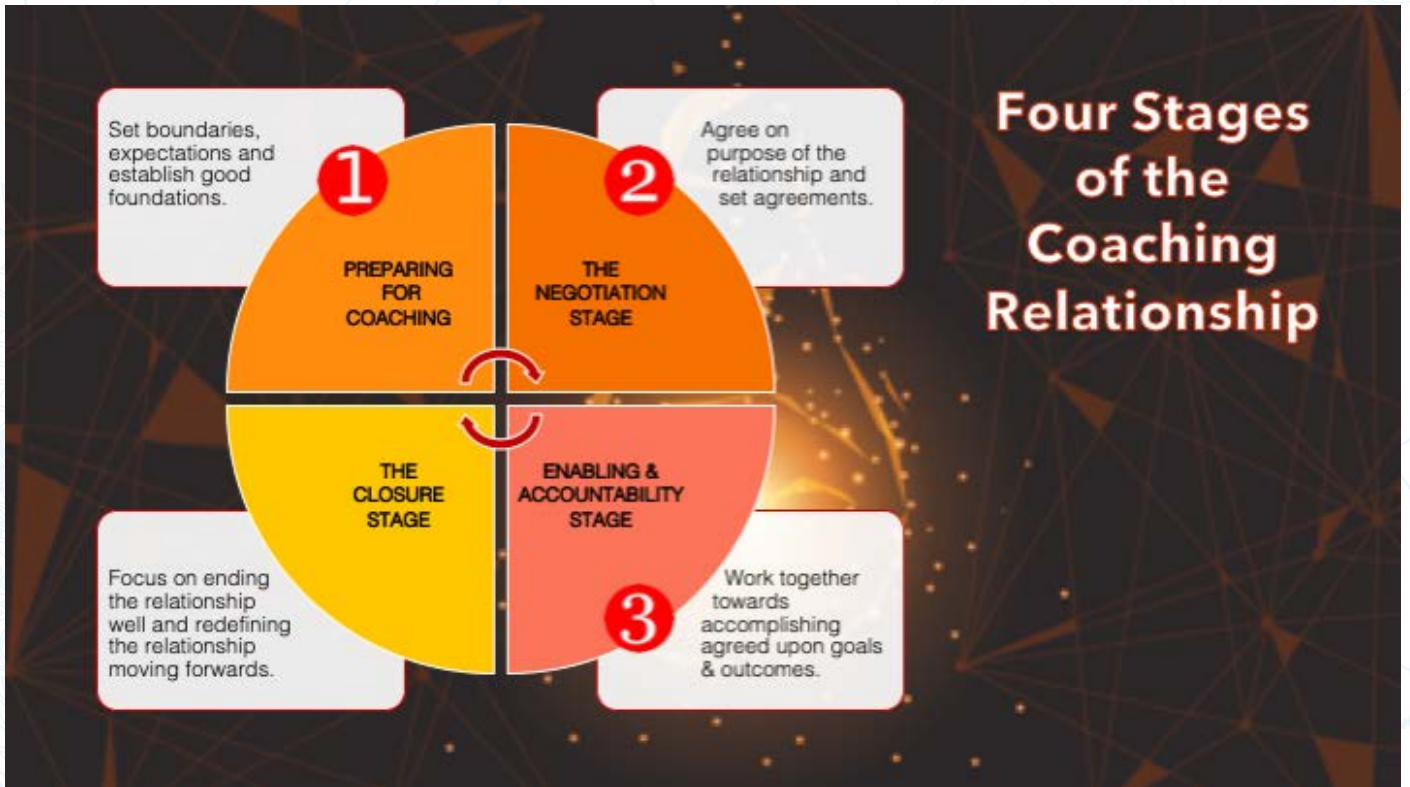 Four Stages
of the
Coaching
Relationship
Set boundaries,
expectations and
establish good
foundations.
1
PREPARING
FOR
COACHING
Agree on
purpose of the
relationship and
set agreements.
2
THE
NEGOTIATION
STAGE
ENABLING &
ACCOUNTABILITY
STAGE
3
Work together
towards
accomplishing
agreed upon goals
& outcomes.
THE
CLOSURE
STAGE
Focus on ending
the relationship
well and redefining
the relationship
moving forwards.